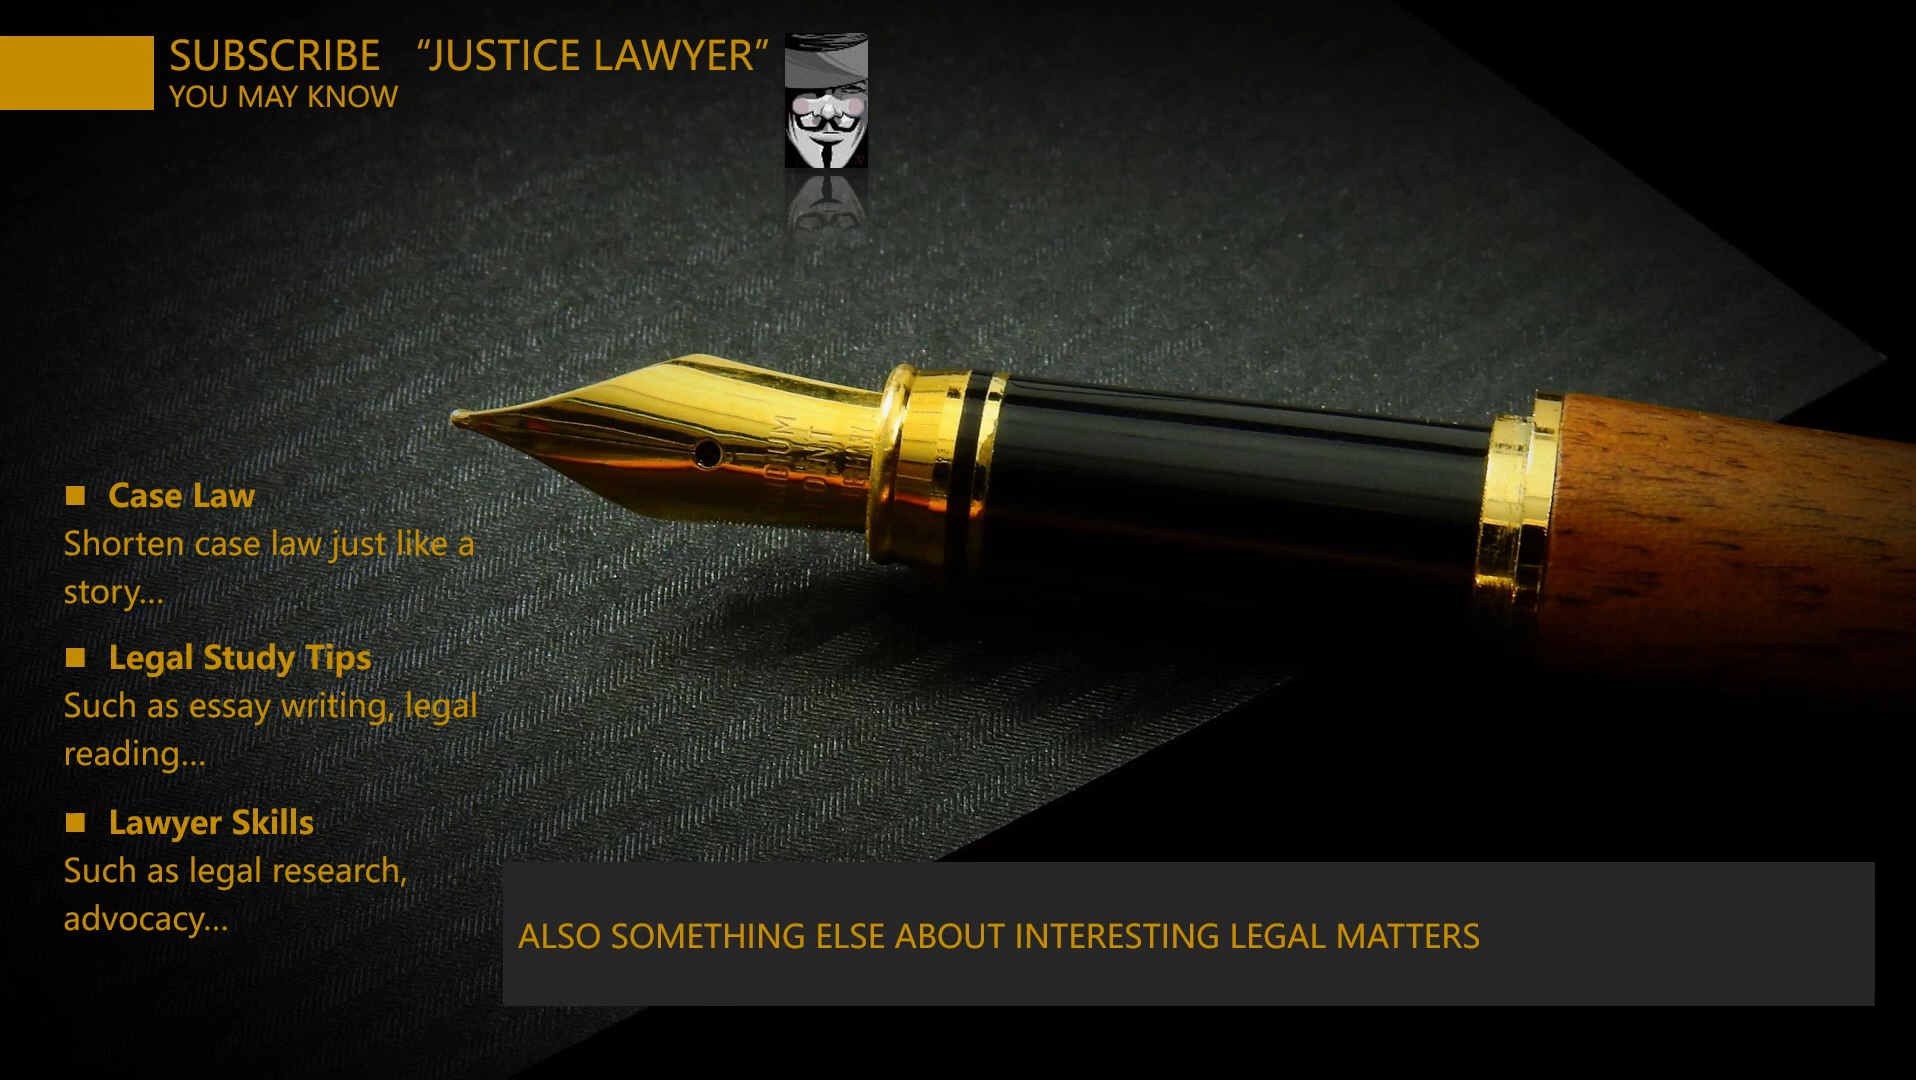 SUBSCRIBE “JUSTICE LAWYER”
YOU MAY KNOW
■ Case Law
Shorten case law just like a
story...
■ Legal Study Tips
Such as essay writing, legal
reading...
■ Lawyer Skills
Such as legal research,
advocacy...
ALSO SOMETHING ELSE ABOUT INTERESTING LEGAL MATTERS